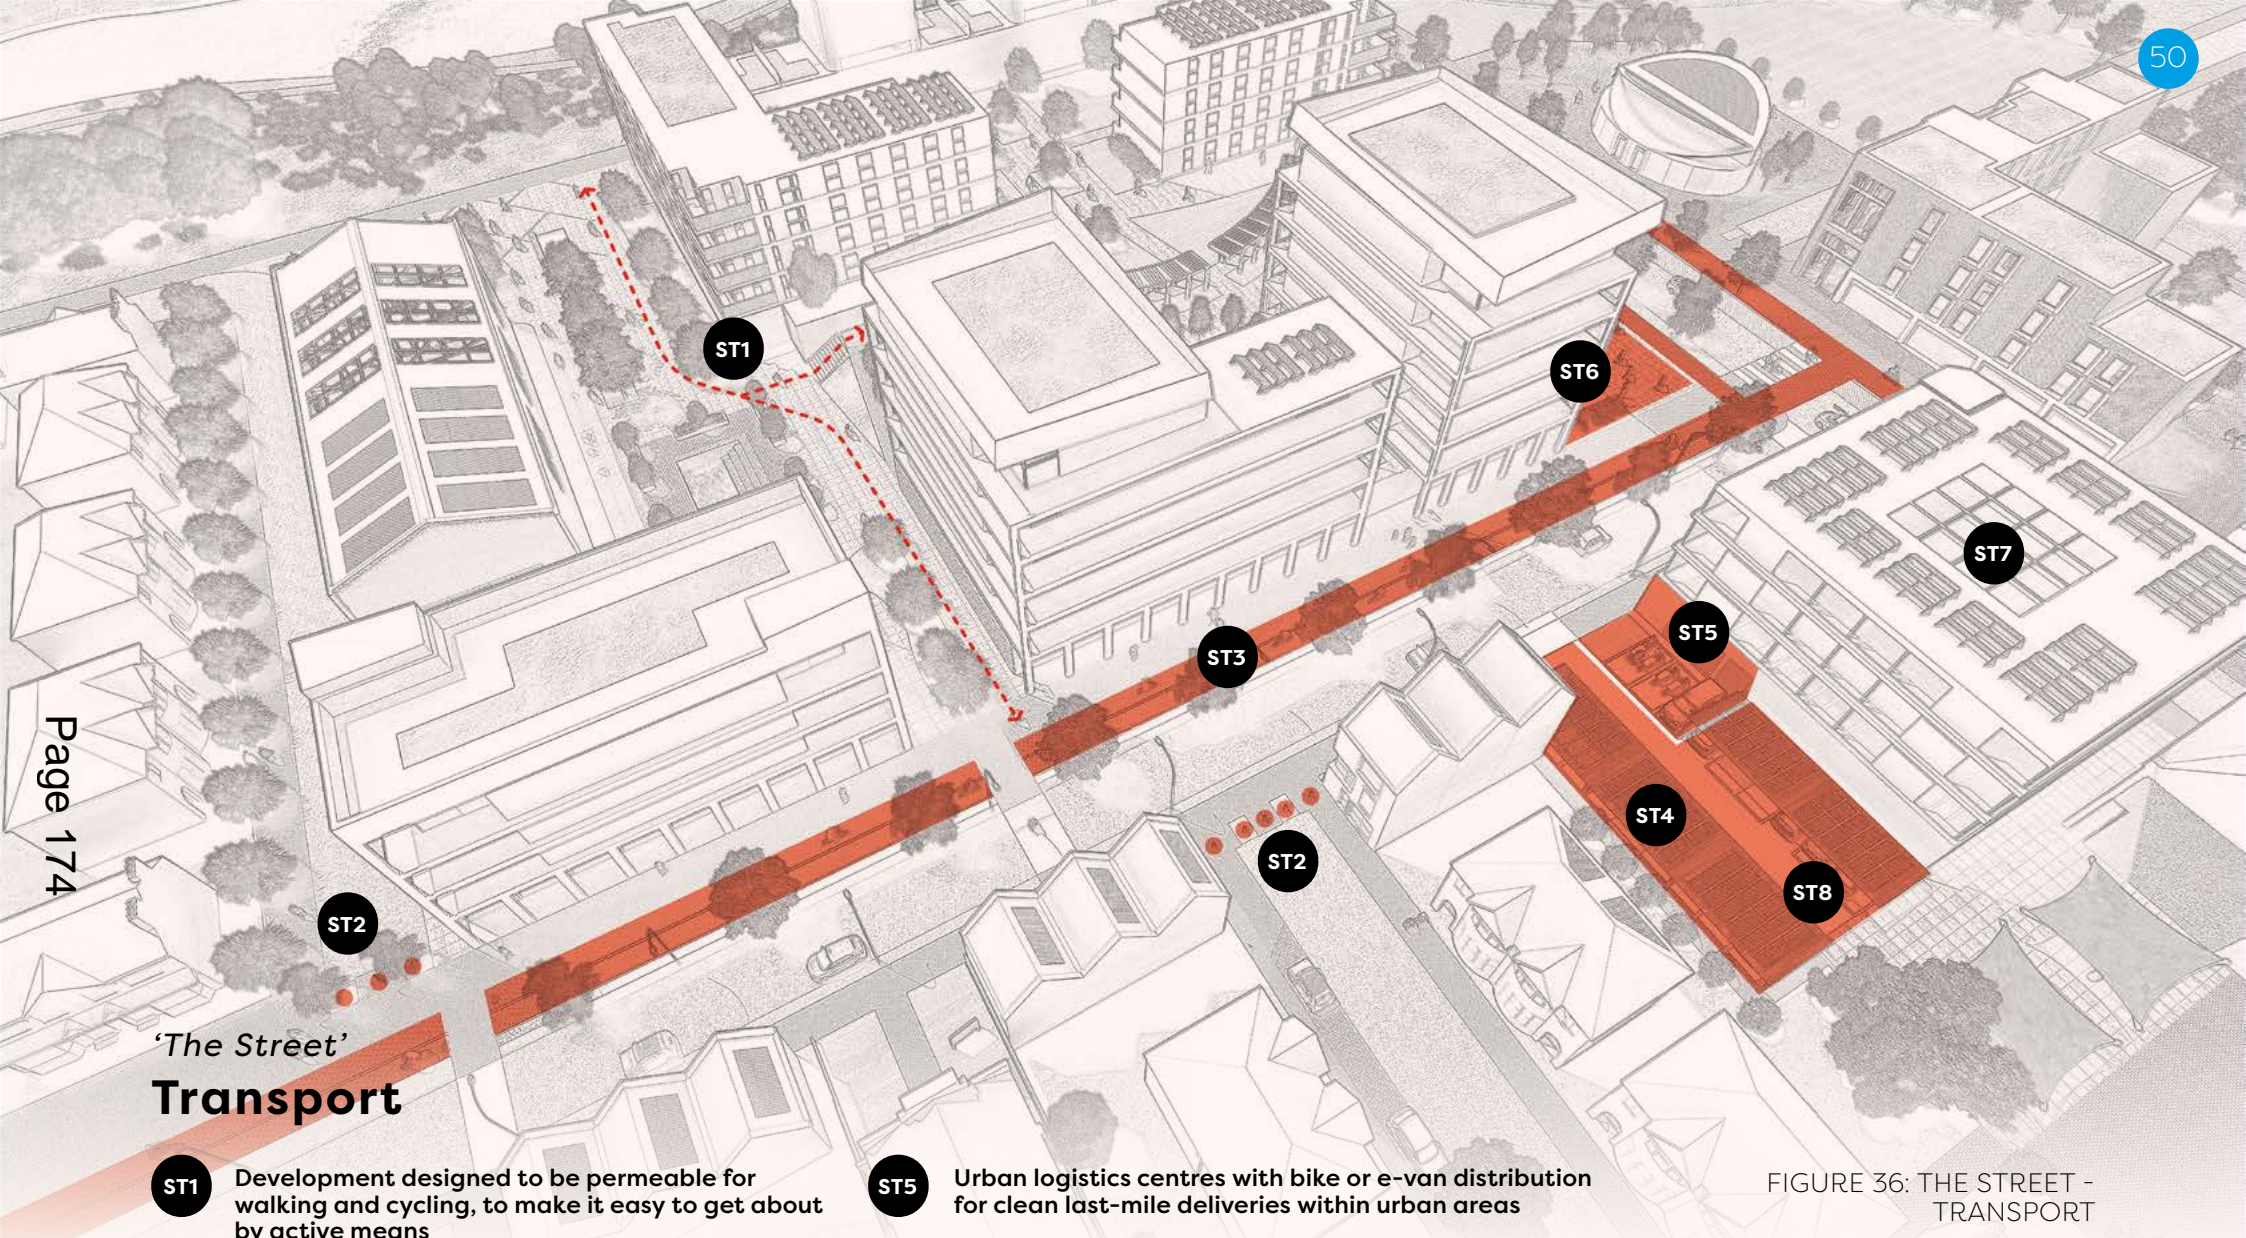 50
ST1
ST6
ST7
ST5
ST3
ST4
ST2
ST8
ST2
Page 174
‘The Street’
Transport
ST1
Development designed to be permeable for
walking and cycling, to make it easy to get about
by active means
ST5
Urban logistics centres with bike or e-van distribution
for clean last-mile deliveries within urban areas
FIGURE 36: THE STREET -
TRANSPORT